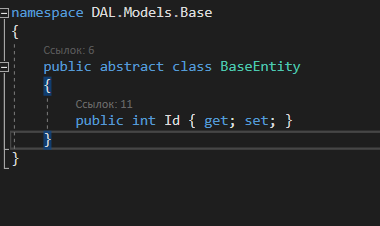 namespace DAL.Models.Base
{
Ссылок: 6
public abstract class BaseEntity
{
Ссылок: 11
public int Id { get; set; }
}
}